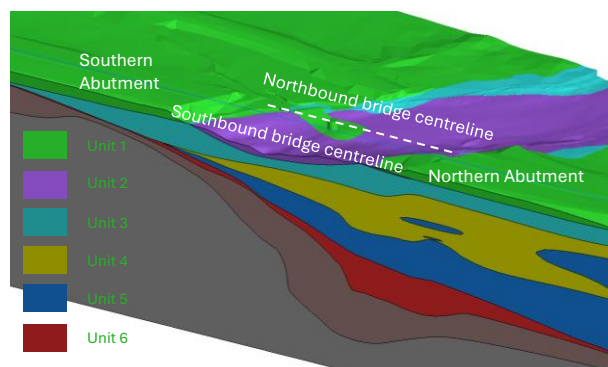 Southern
Abutment
Northbound bridge centreline
Southbound bridge centreline
Northern Abutment
Unit 1
Unit 2
Unit 3
Unit 4
Unit 5
Unit 6